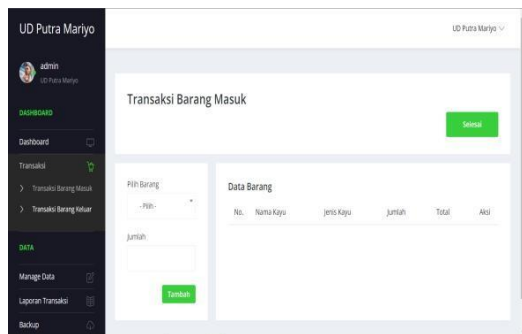 UD Putra Mariyo
UD Putra Mariyo
admin
UD Putra Mariyo
DASHBOARD
Dashboard
Transaksi
Transaksi Barang Masuk
Transaksi Barang Keluar
DATA
Manage Data
Laporan Transaksi
Backup
Transaksi Barang Masuk
Selesai
Pilih Barang
- Pilih -
Jumlah
Tambah
Data Barang
No. Nama Kayu Jenis Kayu Jumlah Total Aksi